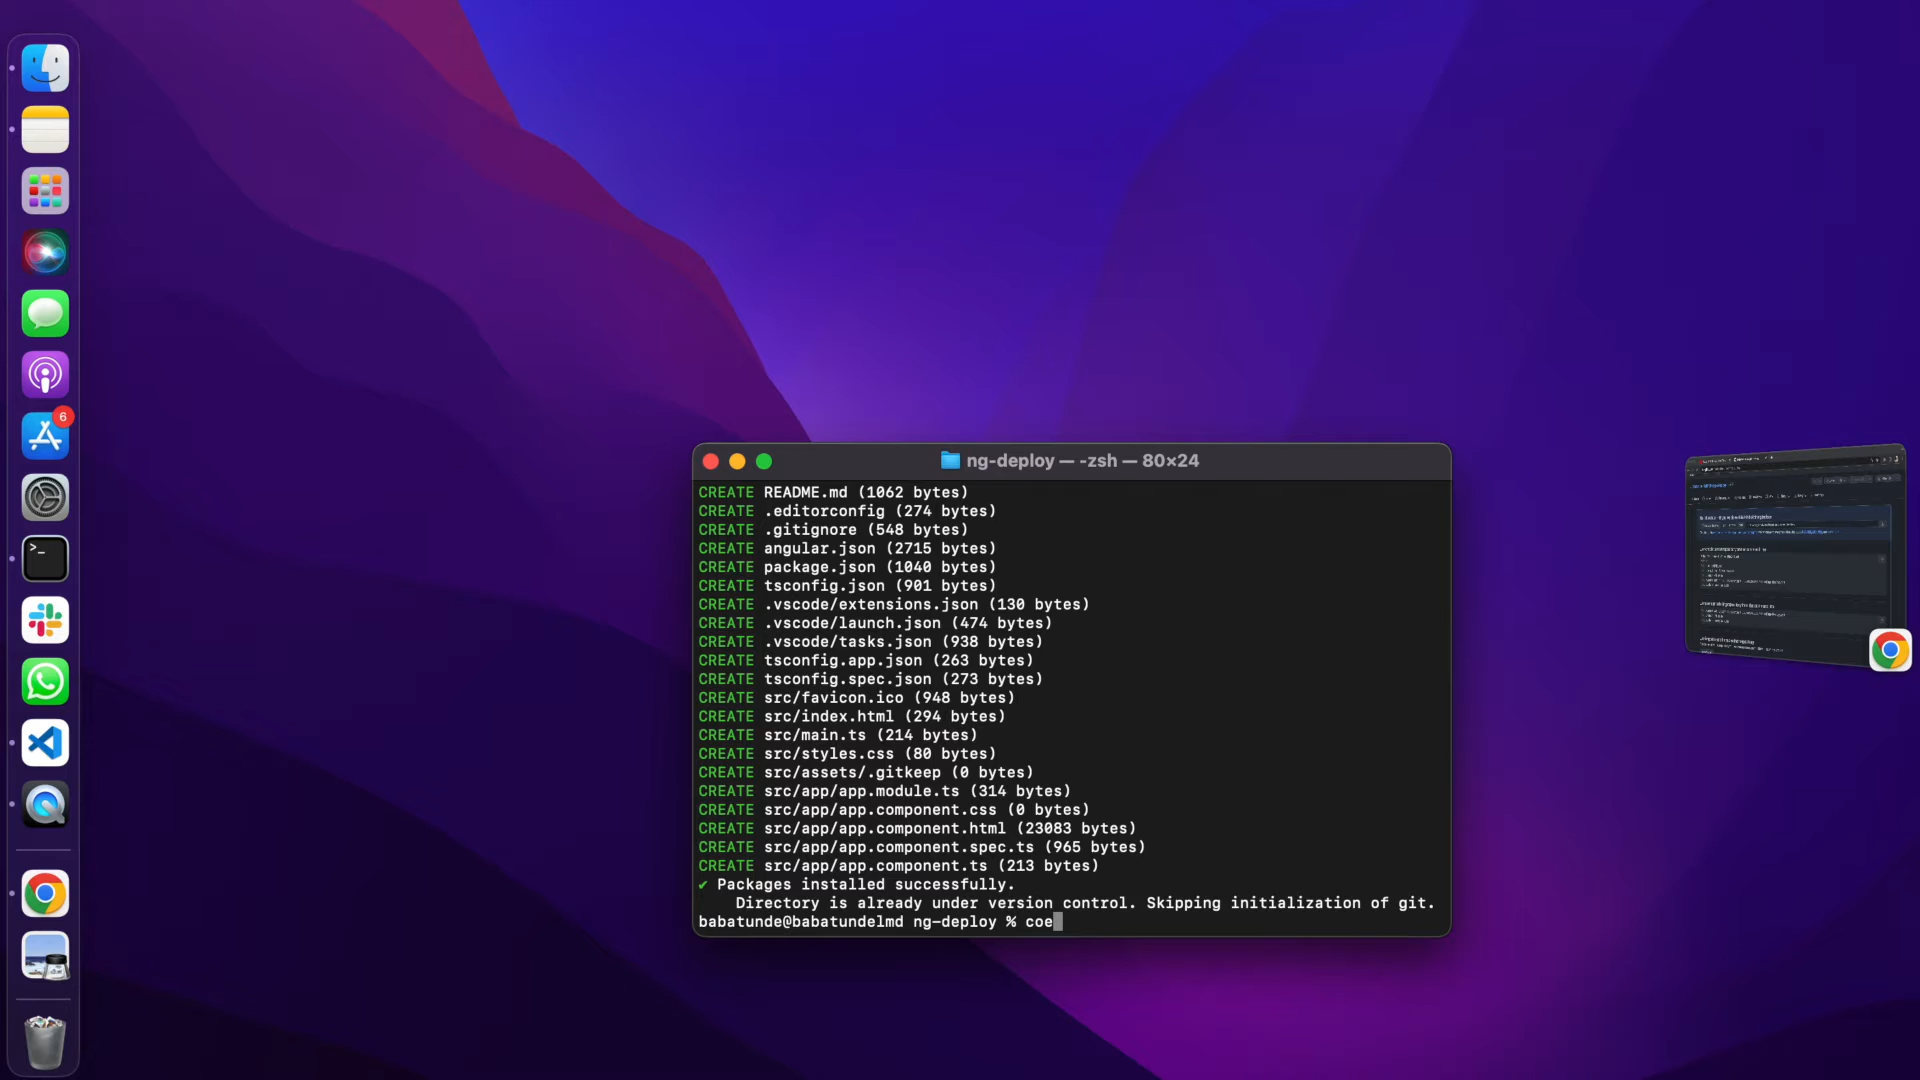 6
ng-deploy — -zsh — 80×24
CREATE README.md (1062 bytes)
CREATE .editorconfig (274 bytes)
CREATE .gitignore (548 bytes)
CREATE angular.json (2715 bytes)
CREATE package.json (1040 bytes)
CREATE tsconfig.json (901 bytes)
CREATE .vscode/extensions.json (130 bytes)
CREATE .vscode/launch.json (474 bytes)
CREATE .vscode/tasks.json (938 bytes)
CREATE tsconfig.app.json (263 bytes)
CREATE tsconfig.spec.json (273 bytes)
CREATE src/favicon.ico (948 bytes)
CREATE src/index.html (294 bytes)
CREATE src/main.ts (214 bytes)
CREATE src/styles.css (80 bytes)
CREATE src/assets/.gitkeep (0 bytes)
CREATE src/app/app.module.ts (314 bytes)
CREATE src/app/app.component.css (0 bytes)
CREATE src/app/app.component.html (23083 bytes)
CREATE src/app/app.component.spec.ts (965 bytes)
CREATE src/app/app.component.ts (213 bytes)
✔ Packages installed successfully.
Directory is already under version control. Skipping initialization of git.
babatunde@babatundelmd ng-deploy % coe